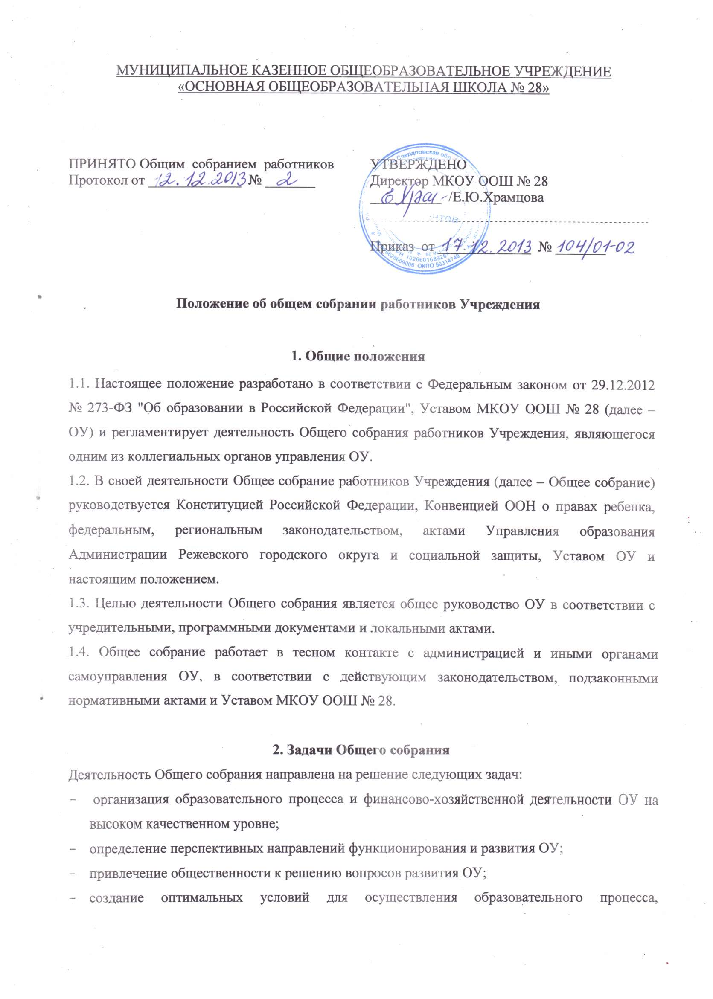 МУНИЦИПАЛЬНОЕ КАЗЕННОЕ ОБЩЕОБРАЗОВАТЕЛЬНОЕ УЧРЕЖДЕНИЕ
«ОСНОВНАЯ ОБЩЕОБРАЗОВАТЕЛЬНАЯ ШКОЛА № 28»
ПРИНЯТО Общим собранием работников
Протокол от 12.12.2013 № 2
УТВЕРЖДЕНО
Директор МКОУ ООШ № 28
/Е.Ю.Храмцова
Приказ от 17.12.2013 № 104/01-02
Свердловская обл
1026601689267
6628009006 ОКПО 50314749
Положение об общем собрании работников Учреждения
1. Общие положения
1.1. Настоящее положение разработано в соответствии с Федеральным законом от 29.12.2012
№ 273-ФЗ "Об образовании в Российской Федерации", Уставом МКОУ ООШ № 28 (далее –
ОУ) и регламентирует деятельность Общего собрания работников Учреждения, являющегося
одним из коллегиальных органов управления ОУ.
1.2. В своей деятельности Общее собрание работников Учреждения (далее – Общее собрание)
руководствуется Конституцией Российской Федерации, Конвенцией ООН о правах ребенка,
федеральным, региональным законодательством, актами Управления образования
Администрации Режевского городского округа и социальной защиты, Уставом ОУ и
настоящим положением.
1.3. Целью деятельности Общего собрания является общее руководство ОУ в соответствии с
учредительными, программными документами и локальными актами.
1.4. Общее собрание работает в тесном контакте с администрацией и иными органами
самоуправления ОУ, в соответствии с действующим законодательством, подзаконными
нормативными актами и Уставом МКОУ ООШ № 28.
2. Задачи Общего собрания
Деятельность Общего собрания направлена на решение следующих задач:
− организация образовательного процесса и финансово-хозяйственной деятельности ОУ на
высоком качественном уровне;
− определение перспективных направлений функционирования и развития ОУ;
− привлечение общественности к решению вопросов развития ОУ;
− создание оптимальных условий для осуществления образовательного процесса,